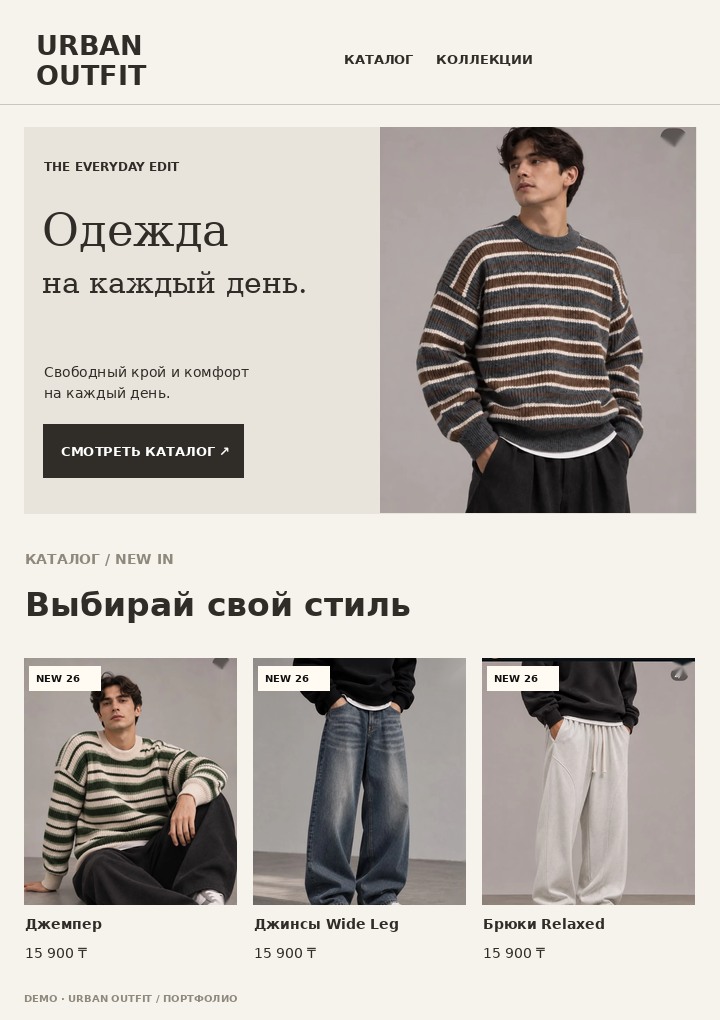 URBAN
OUTFIT
КАТАЛОГ КОЛЛЕКЦИИ
THE EVERYDAY EDIT
Одежда
на каждый день.
Свободный крой и комфорт
на каждый день.
СМОТРЕТЬ КАТАЛОГ ↗
КАТАЛОГ / NEW IN
Выбирай свой стиль
NEW 26 NEW 26 NEW 26
Джемпер Джинсы Wide Leg Брюки Relaxed
15 900 ₸ 15 900 ₸ 15 900 ₸
DEMO · URBAN OUTFIT / ПОРТФОЛИО